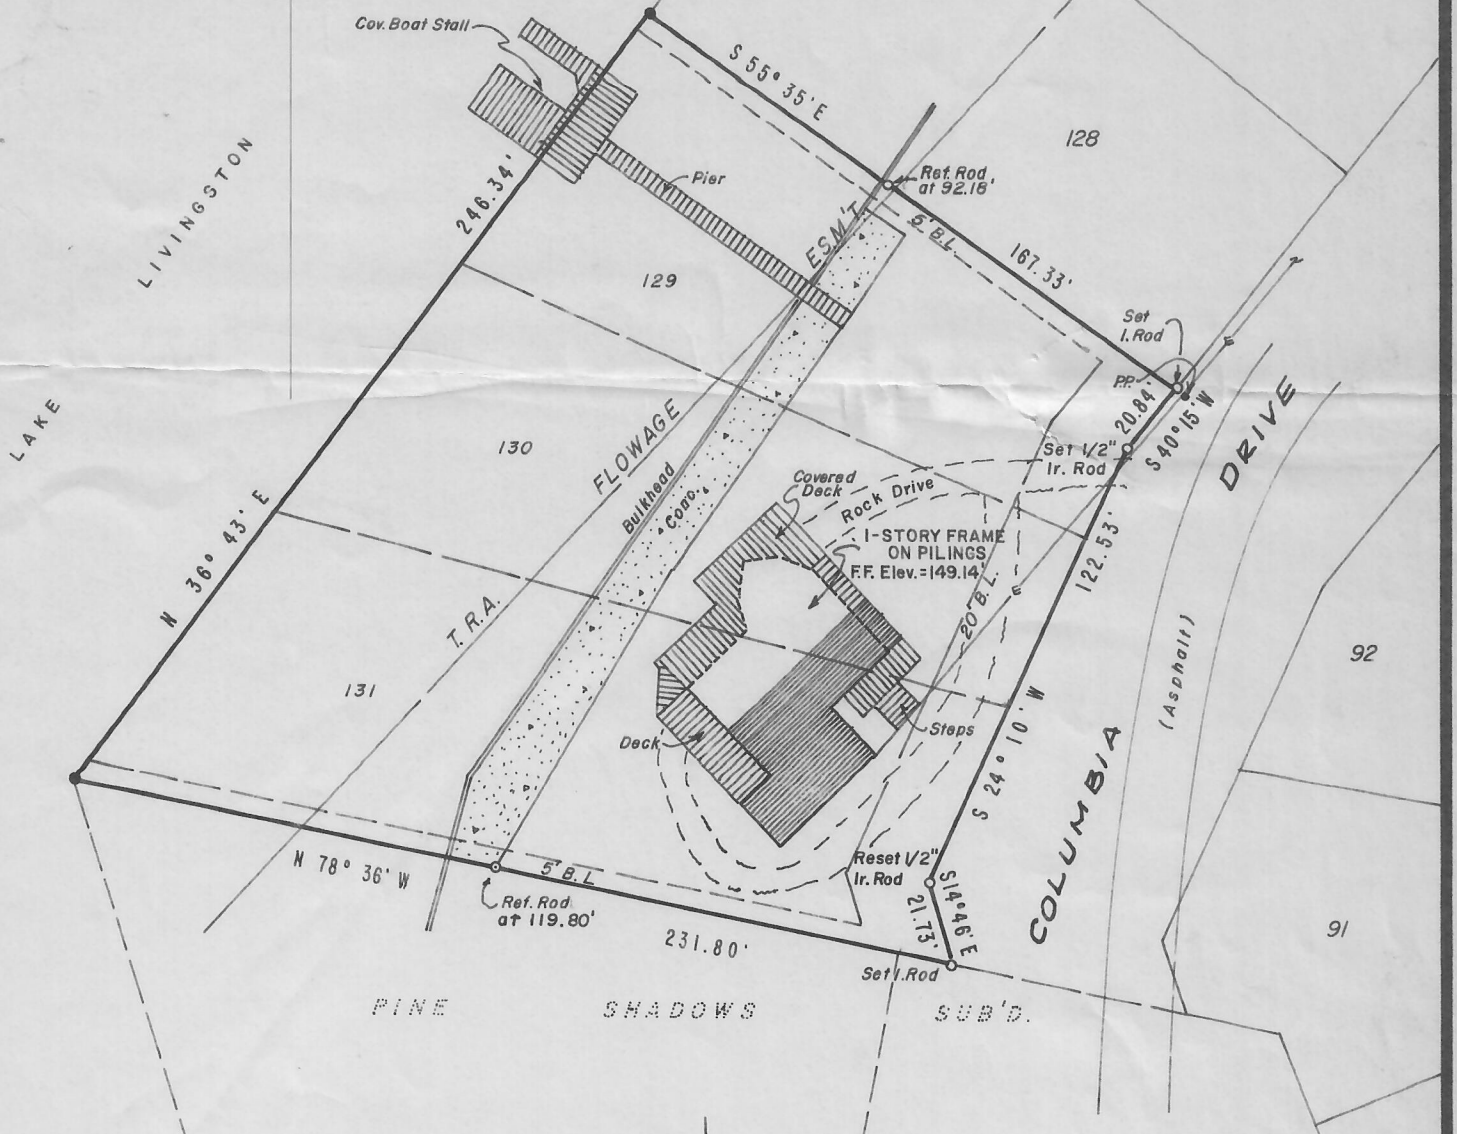 Cov. Boat Stall
S 55° 35' E
128
Ref. Rod
at 92.18'
LIVINGSTON
246.34'
Pier
ESM'T
5' B.L.
129
167.33'
Set
I. Rod
P.P.
20.84'
S 40° 15' W
DRIVE
LAKE
130
FLOWAGE
Bulkhead
Conc.
Covered
Deck
Rock Drive
Set 1/2"
Ir. Rod
1-STORY FRAME
ON PILINGS
F.F. Elev.=149.14'
N 36° 43' E
122.53'
T.R.A.
20' B.L.
131
92
(Asphalt)
Deck
Steps
S 24° 10' W
COLUMBIA
N 78° 36' W
5' B.L.
Reset 1/2"
Ir. Rod
S 14° 46' E
21.73'
Ref. Rod
at 119.80'
231.80'
Set I. Rod
91
PINE SHADOWS SUB'D.